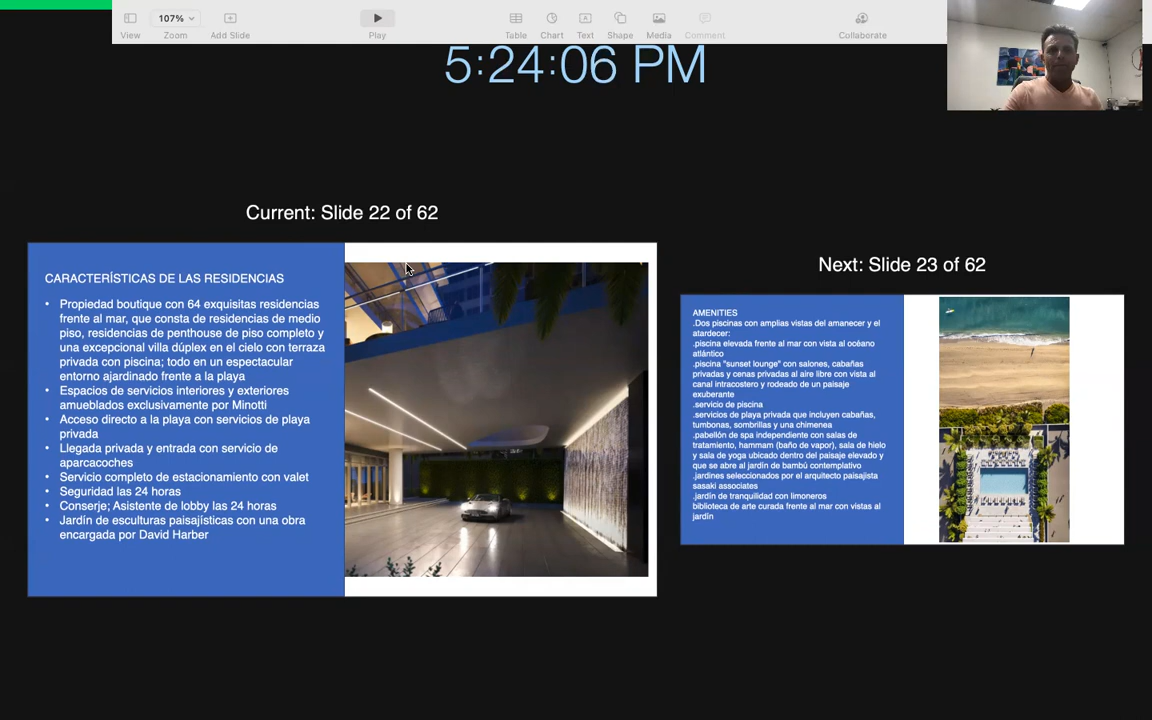 107%
View
Zoom
Add Slide
Play
Table
Chart
Text
Shape
Media
Comment
Collaborate
5:24:06 PM
Current: Slide 22 of 62
CARACTERÍSTICAS DE LAS RESIDENCIAS
• Propiedad boutique con 64 exquisitas residencias
frente al mar, que consta de residencias de medio
piso, residencias de penthouse de piso completo y
una excepcional villa dúplex en el cielo con terraza
privada con piscina; todo en un espectacular
entorno ajardinado frente a la playa
• Espacios de servicios interiores y exteriores
amueblados exclusivamente por Minotti
• Acceso directo a la playa con servicios de playa
privada
• Llegada privada y entrada con servicio de
aparcacoches
• Servicio completo de estacionamiento con valet
• Seguridad las 24 horas
• Conserje; Asistente de lobby las 24 horas
• Jardín de esculturas paisajísticas con una obra
encargada por David Harber
Next: Slide 23 of 62
AMENITIES
.Dos piscinas con amplias vistas del amanecer y el
atardecer:
.piscina elevada frente al mar con vista al océano
atlántico
.piscina "sunset lounge" con salones, cabañas
privadas y cenas privadas al aire libre con vista al
canal intracostero y rodeado de un paisaje
exuberante
.servicio de piscina
.servicios de playa privada que incluyen cabañas,
tumbonas, sombrillas y una chimenea
.pabellón de spa independiente con salas de
tratamiento, hammam (baño de vapor), sala de hielo
y sala de yoga ubicado dentro del paisaje elevado y
que se abre al jardín de bambú contemplativo
.jardines seleccionados por el arquitecto paisajista
sasaki associates
.jardín de tranquilidad con limoneros
biblioteca de arte curada frente al mar con vistas al
jardín